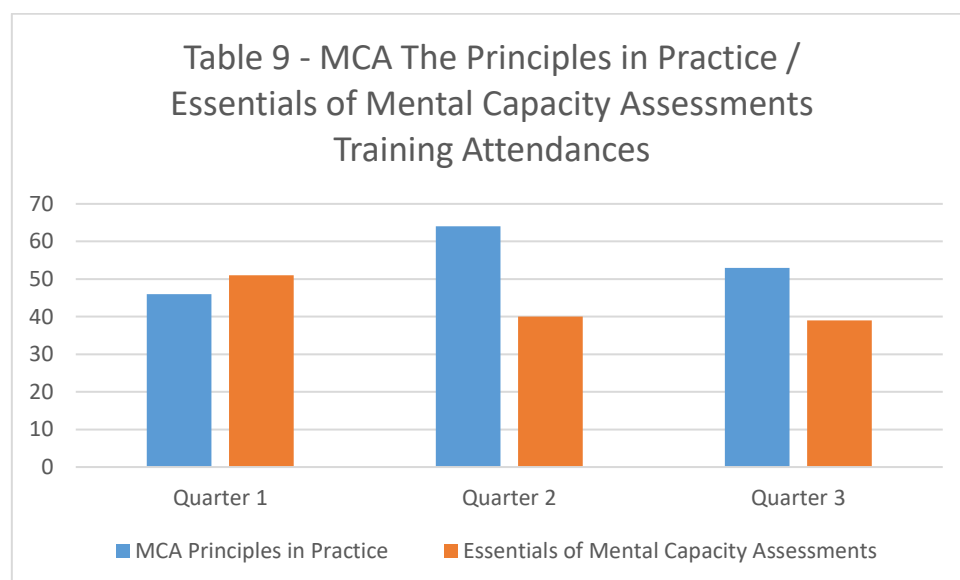 Table 9 - MCA The Principles in Practice /
Essentials of Mental Capacity Assessments
Training Attendances
70
60
50
40
30
20
10
0
Quarter 1 Quarter 2 Quarter 3
MCA Principles in Practice Essentials of Mental Capacity Assessments